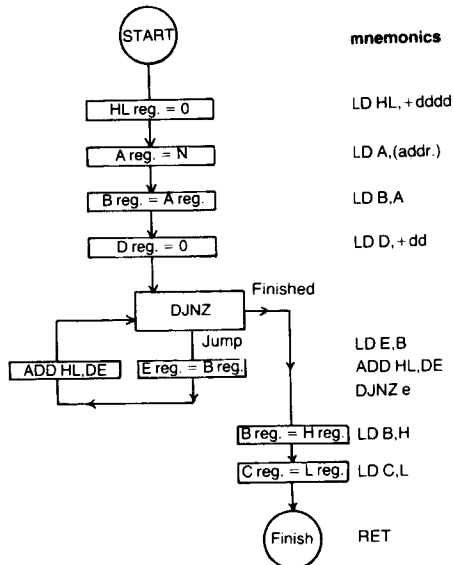 START
mnemonics
HL reg. = 0
LD HL, +dddd
A reg. = N
LD A,(addr.)
B reg. = A reg.
LD B,A
D reg. = 0
LD D, +dd
DJNZ
Finished
Jump
LD E,B
ADD HL,DE
E reg. = B reg.
ADD HL,DE
DJNZ e
B reg. = H reg.
LD B,H
C reg. = L reg.
LD C,L
Finish
RET